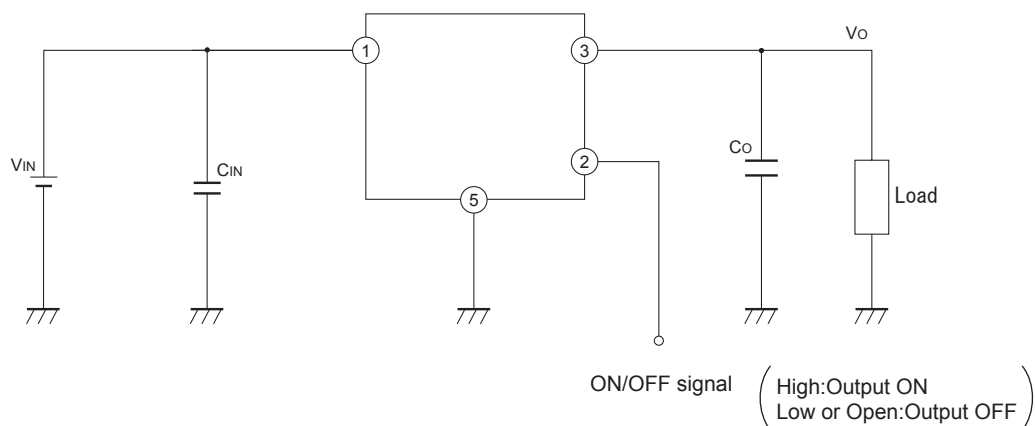 1
3
Vo
VIN
CIN
2
Co
5
Load
ON/OFF signal
High:Output ON
Low or Open:Output OFF